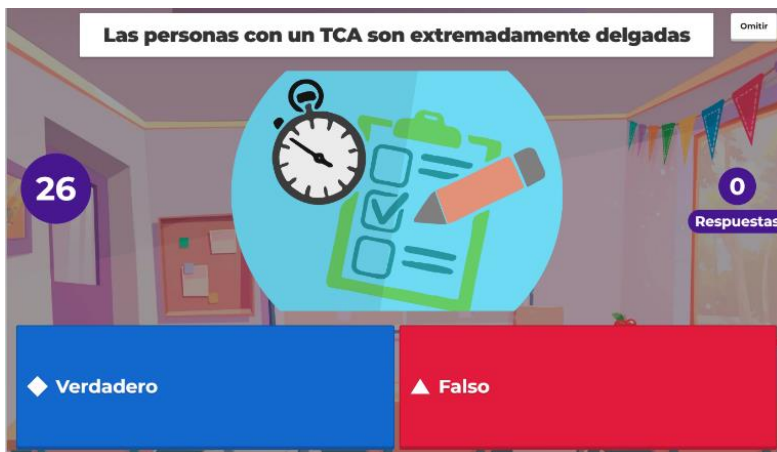 Las personas con un TCA son extremadamente delgadas
Omitir
26
0
Respuestas
Verdadero
Falso